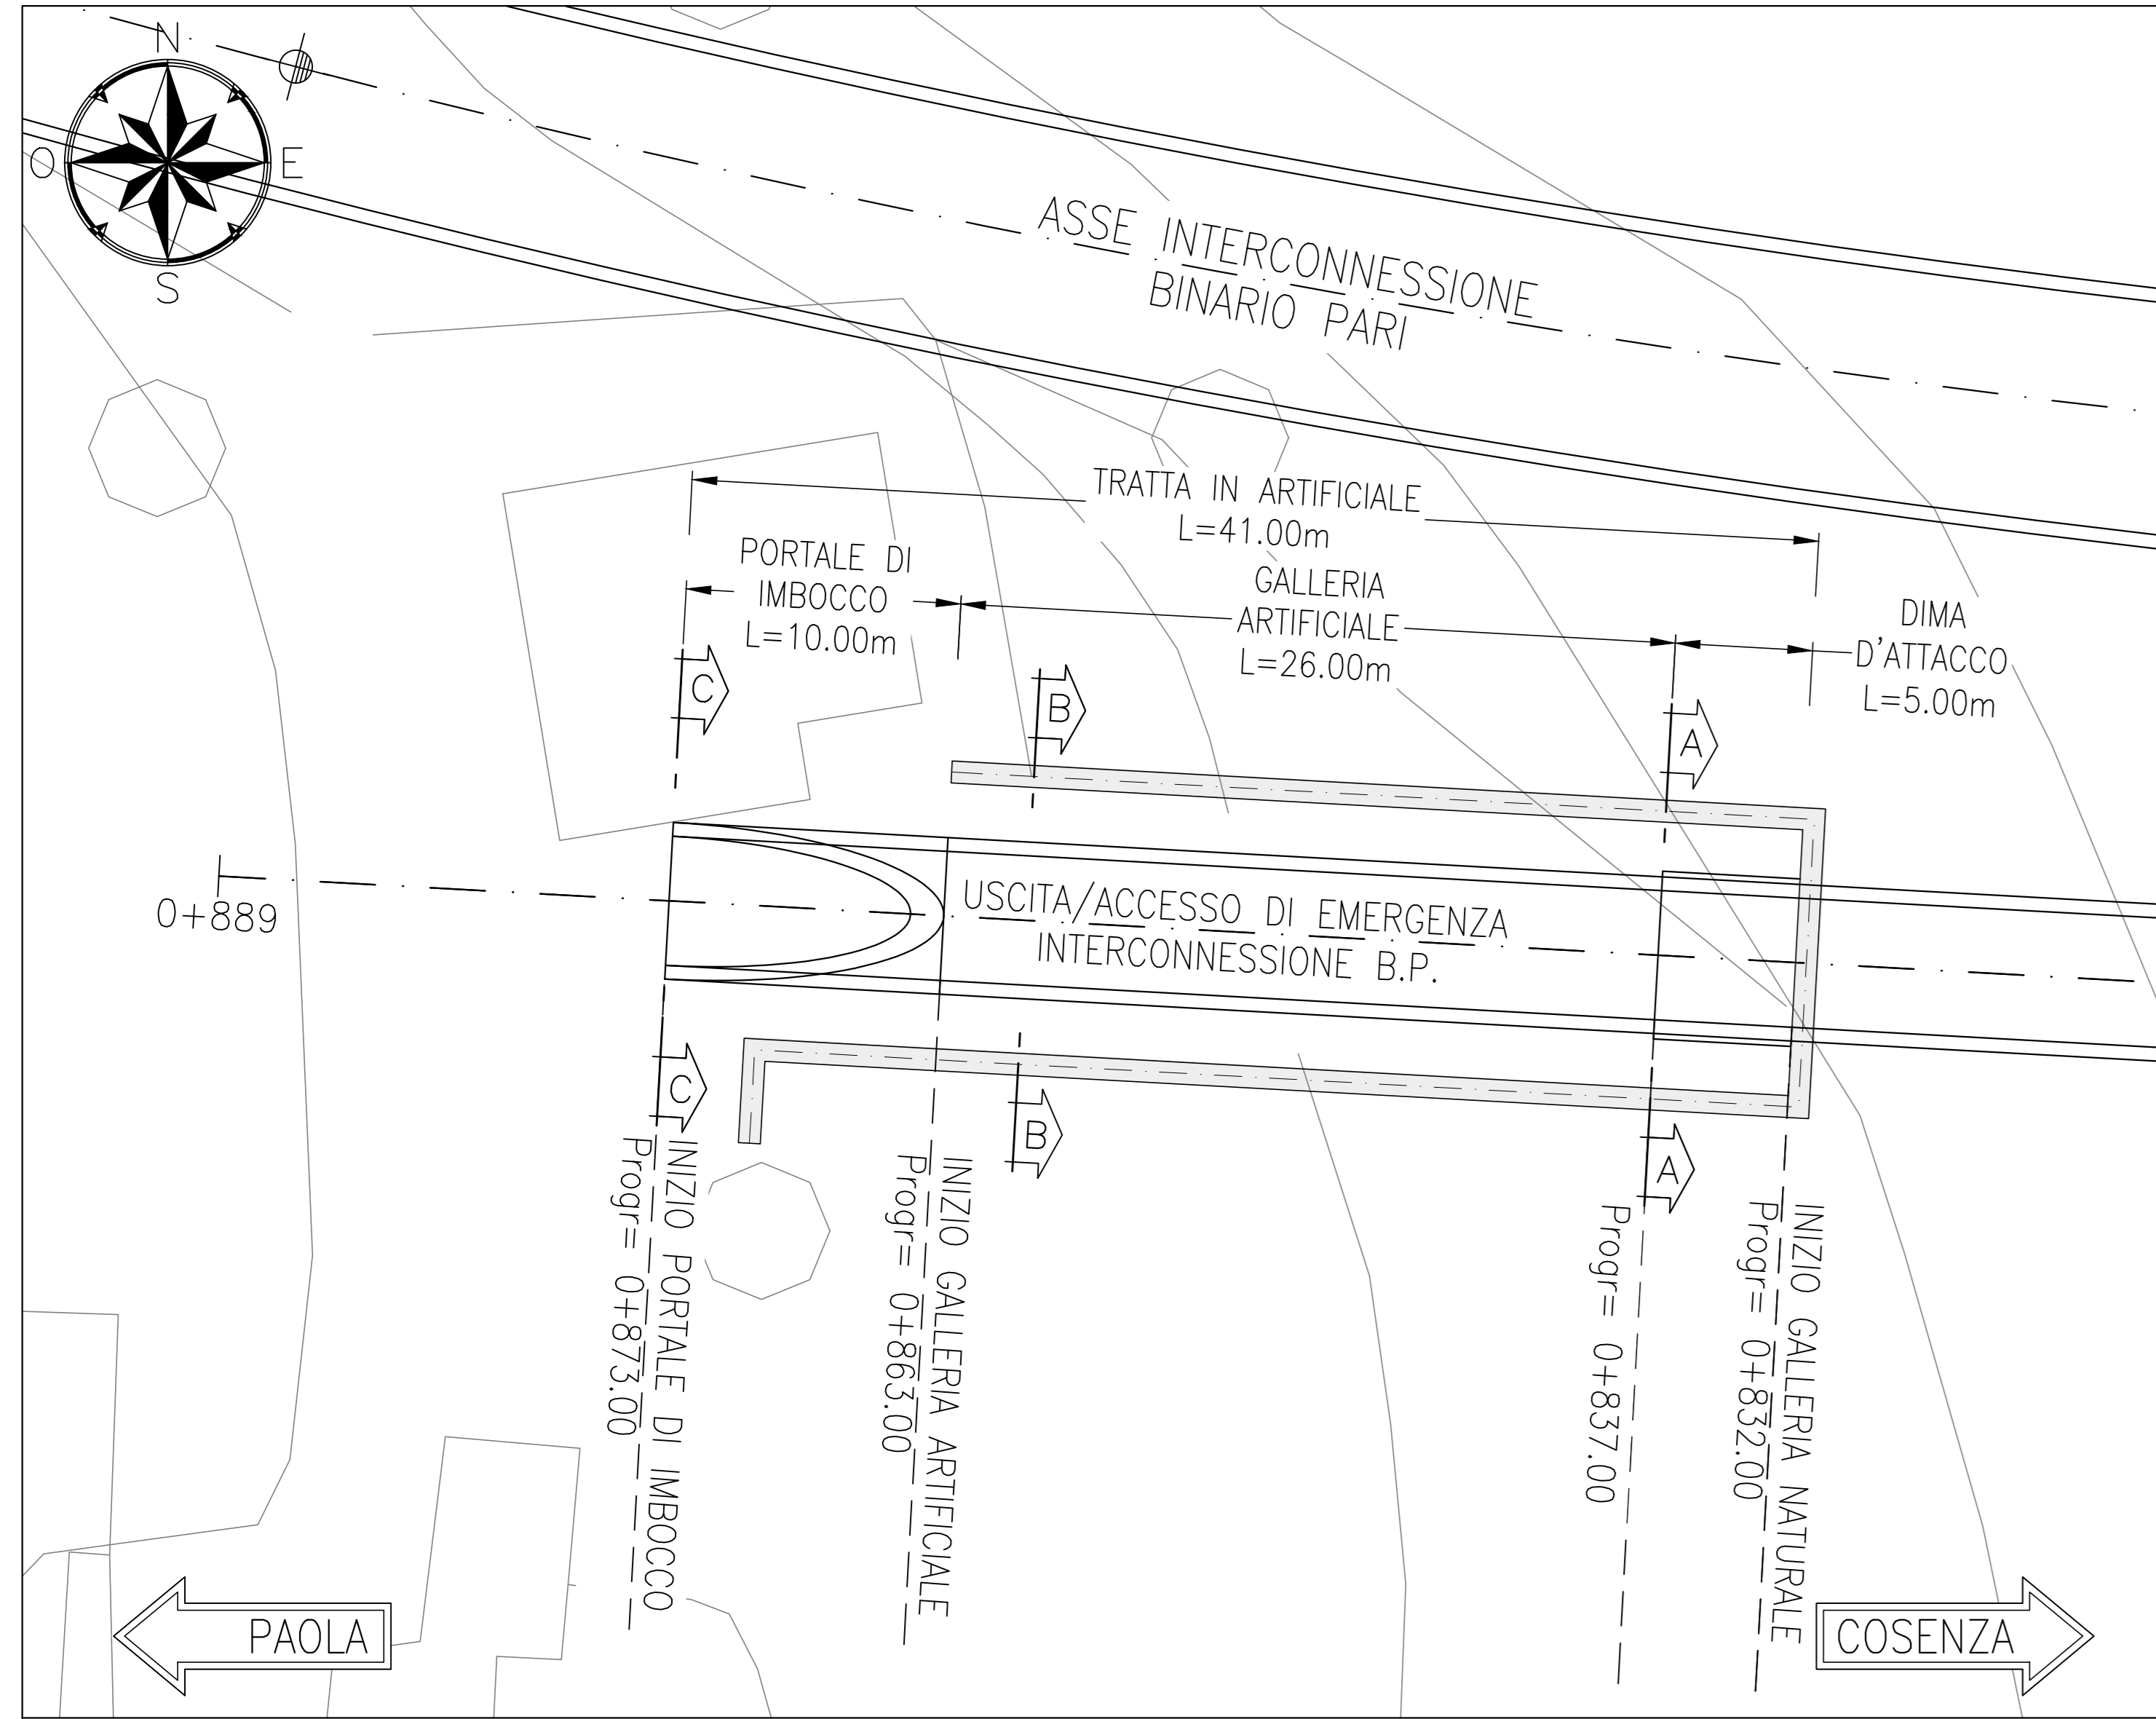 N
O
E
S
ASSE INTERCONNESSIONE
BINARIO PARI
TRATTA IN ARTIFICIALE
L=41.00m
PORTALE DI
IMBOCCO
L=10.00m
GALLERIA
ARTIFICIALE
L=26.00m
DIMA
D'ATTACCO
L=5.00m
C
B
A
0+889
USCITA/ACCESSO DI EMERGENZA
INTERCONNESSIONE B.P.
C
B
A
INIZIO PORTALE DI IMBOCCO
Progr= 0+873.00
INIZIO GALLERIA ARTIFICIALE
Progr= 0+863.00
Progr= 0+837.00
INIZIO GALLERIA NATURALE
Progr= 0+832.00
PAOLA
COSENZA